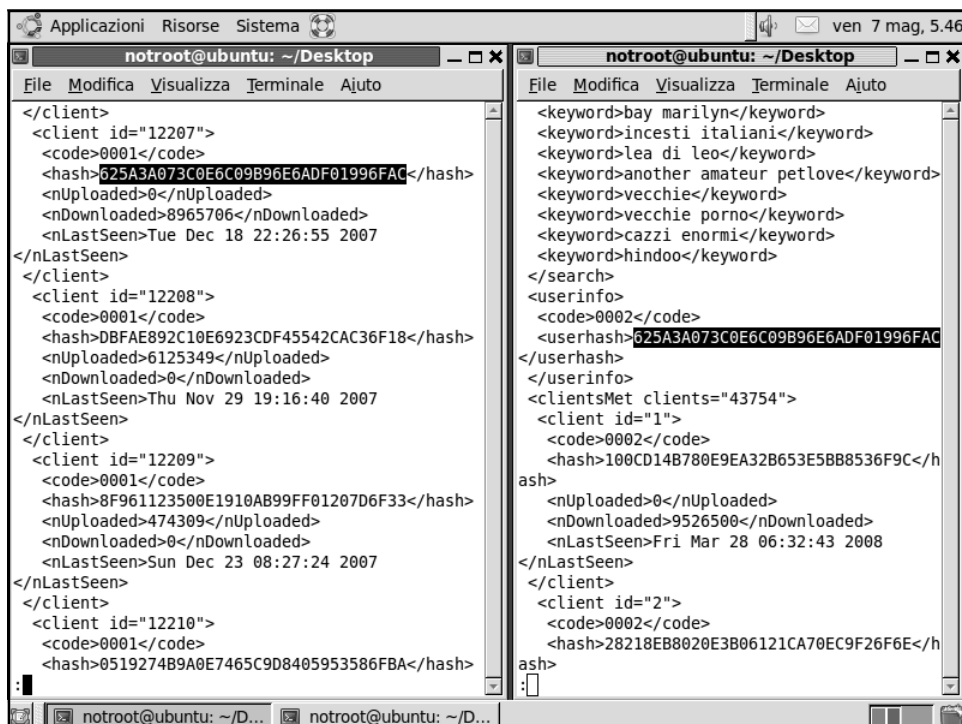 Applicazioni Risorse Sistema
ven 7 mag, 5.46
notroot@ubuntu: ~/Desktop
File Modifica Visualizza Terminale Aiuto
</client>
<client id="12207">
<code>0001</code>
<hash>625A3A073C0E6C09B96E6ADF01996FAC</hash>
<nUploaded>0</nUploaded>
<nDownloaded>8965706</nDownloaded>
<nLastSeen>Tue Dec 18 22:26:55 2007
</nLastSeen>
</client>
<client id="12208">
<code>0001</code>
<hash>DBFAE892C10E6923CDF45542CAC36F18</hash>
<nUploaded>6125349</nUploaded>
<nDownloaded>0</nDownloaded>
<nLastSeen>Thu Nov 29 19:16:40 2007
</nLastSeen>
</client>
<client id="12209">
<code>0001</code>
<hash>8F961123500E1910AB99FF01207D6F33</hash>
<nUploaded>474309</nUploaded>
<nDownloaded>0</nDownloaded>
<nLastSeen>Sun Dec 23 08:27:24 2007
</nLastSeen>
</client>
<client id="12210">
<code>0001</code>
<hash>0519274B9A0E7465C9D8405953586FBA</hash>
:
notroot@ubuntu: ~/Desktop
File Modifica Visualizza Terminale Aiuto
<keyword>bay marilyn</keyword>
<keyword>incesti italiani</keyword>
<keyword>lea di leo</keyword>
<keyword>another amateur petlove</keyword>
<keyword>vecchie</keyword>
<keyword>vecchie porno</keyword>
<keyword>cazzi enormi</keyword>
<keyword>hindoo</keyword>
</search>
<userinfo>
<code>0002</code>
<userhash>625A3A073C0E6C09B96E6ADF01996FAC
</userhash>
</userinfo>
<clientsMet clients="43754">
<client id="1">
<code>0002</code>
<hash>100CD14B780E9EA32B653E5BB8536F9C</h
ash>
<nUploaded>0</nUploaded>
<nDownloaded>9526500</nDownloaded>
<nLastSeen>Fri Mar 28 06:32:43 2008
</nLastSeen>
</client>
<client id="2">
<code>0002</code>
<hash>28218EB8020E3B06121CA70EC9F26F6E</h
ash>
:
notroot@ubuntu: ~/D...
notroot@ubuntu: ~/D...